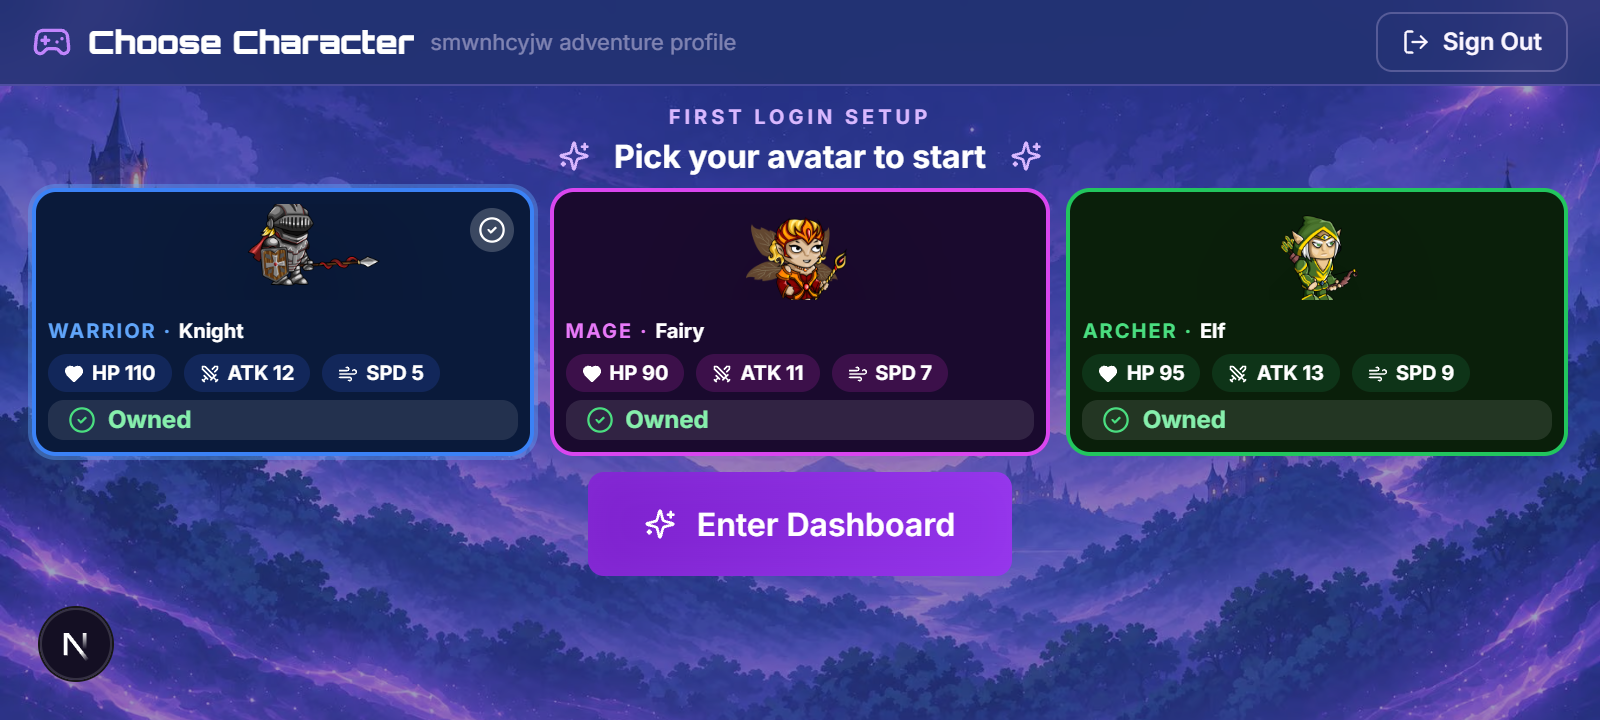 Choose Character smwnhcyjw adventure profile Sign Out
FIRST LOGIN SETUP
Pick your avatar to start
WARRIOR · Knight
HP 110 ATK 12 SPD 5
Owned
MAGE · Fairy
HP 90 ATK 11 SPD 7
Owned
ARCHER · Elf
HP 95 ATK 13 SPD 9
Owned
Enter Dashboard
N